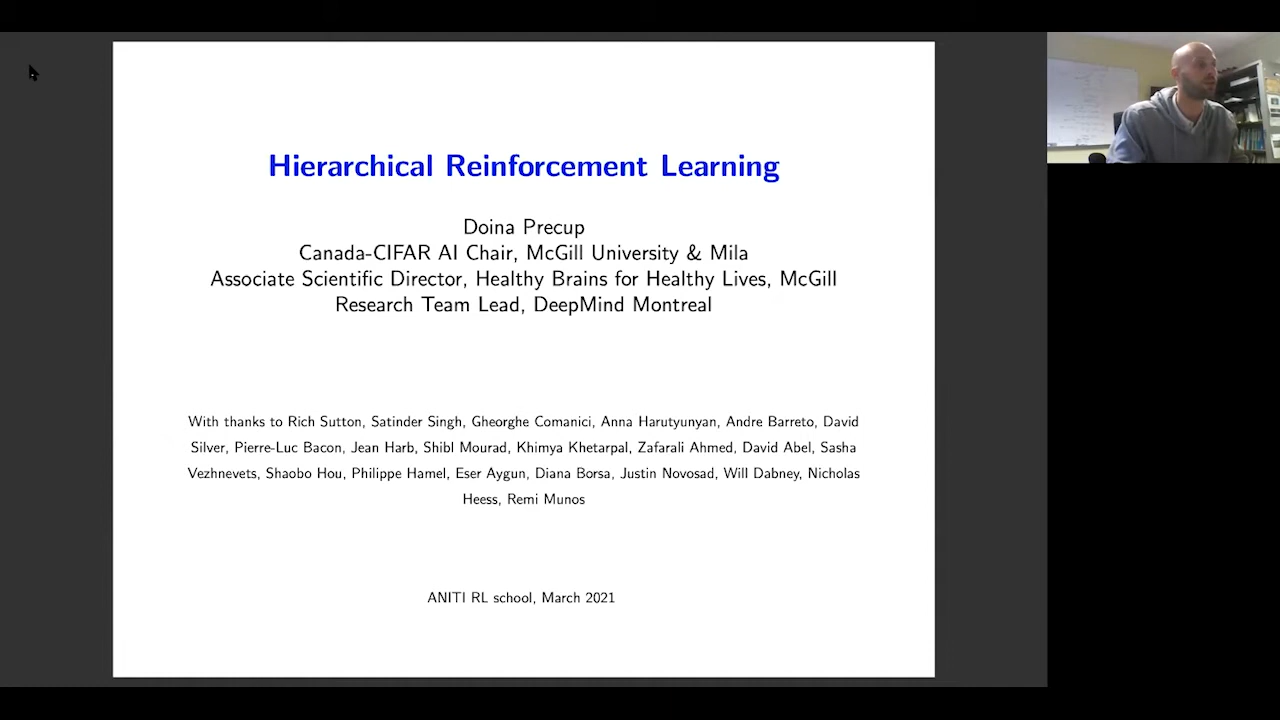 Hierarchical Reinforcement Learning
Doina Precup
Canada-CIFAR AI Chair, McGill University & Mila
Associate Scientific Director, Healthy Brains for Healthy Lives, McGill
Research Team Lead, DeepMind Montreal
With thanks to Rich Sutton, Satinder Singh, Gheorghe Comanici, Anna Harutyunyan, Andre Barreto, David
Silver, Pierre-Luc Bacon, Jean Harb, Shibl Mourad, Khimya Khetarpal, Zafarali Ahmed, David Abel, Sasha
Vezhnevets, Shaobo Hou, Philippe Hamel, Eser Aygun, Diana Borsa, Justin Novosad, Will Dabney, Nicholas
Heess, Remi Munos
ANITI RL school, March 2021